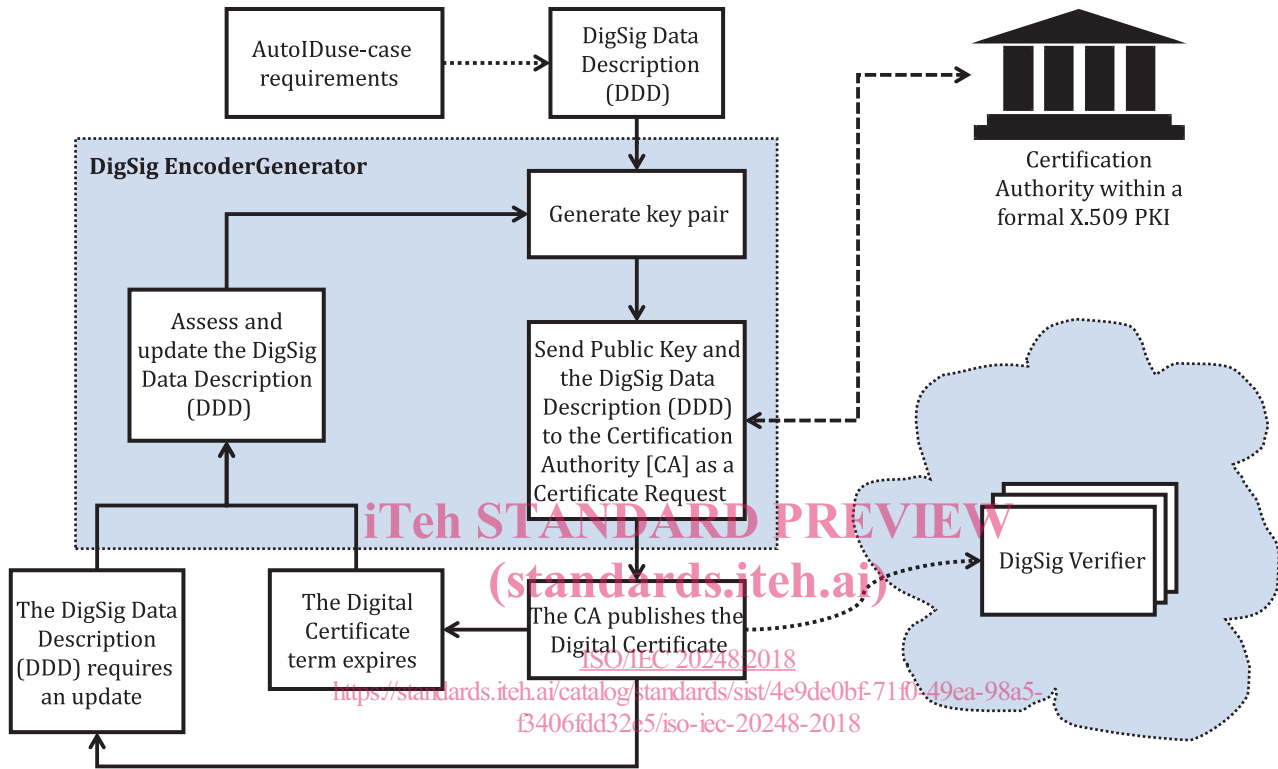 AutoIDuse-case
requirements
DigSig Data
Description
(DDD)
Certification
Authority within a
formal X.509 PKI
DigSig EncoderGenerator
Generate key pair
Assess and
update the DigSig
Data Description
(DDD)
Send Public Key and
the DigSig Data
Description (DDD)
to the Certification
Authority [CA] as a
Certificate Request
iTeh STANDARD PREVIEW
(standards.iteh.ai)
DigSig Verifier
The DigSig Data
Description
(DDD) requires
an update
The Digital
Certificate
term expires
The CA publishes the
Digital Certificate
ISO/IEC 20248:2018
https://standards.iteh.ai/catalog/standards/sist/4e9de0bf-71f0-49ea-98a5-
f3406fdd32e5/iso-iec-20248-2018